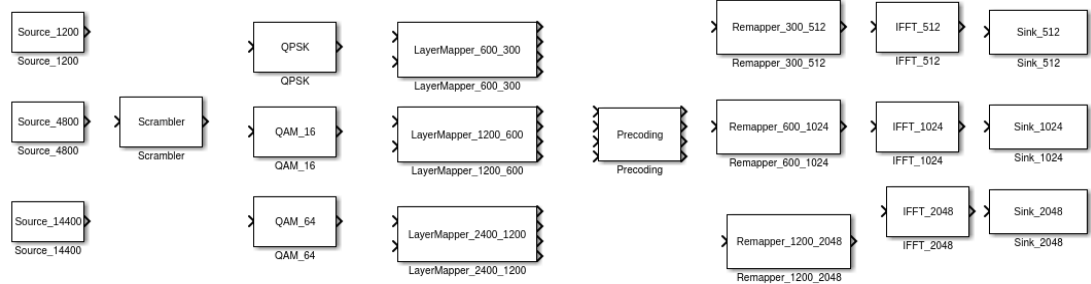 Source_1200
Source_1200
Source_4800
Source_4800
Source_14400
Source_14400
Scrambler
Scrambler
QPSK
QPSK
QAM_16
QAM_16
QAM_64
QAM_64
LayerMapper_600_300
LayerMapper_600_300
LayerMapper_1200_600
LayerMapper_1200_600
LayerMapper_2400_1200
LayerMapper_2400_1200
Precoding
Precoding
Remapper_300_512
Remapper_300_512
Remapper_600_1024
Remapper_600_1024
Remapper_1200_2048
Remapper_1200_2048
IFFT_512
IFFT_512
IFFT_1024
IFFT_1024
IFFT_2048
IFFT_2048
Sink_512
Sink_512
Sink_1024
Sink_1024
Sink_2048
Sink_2048